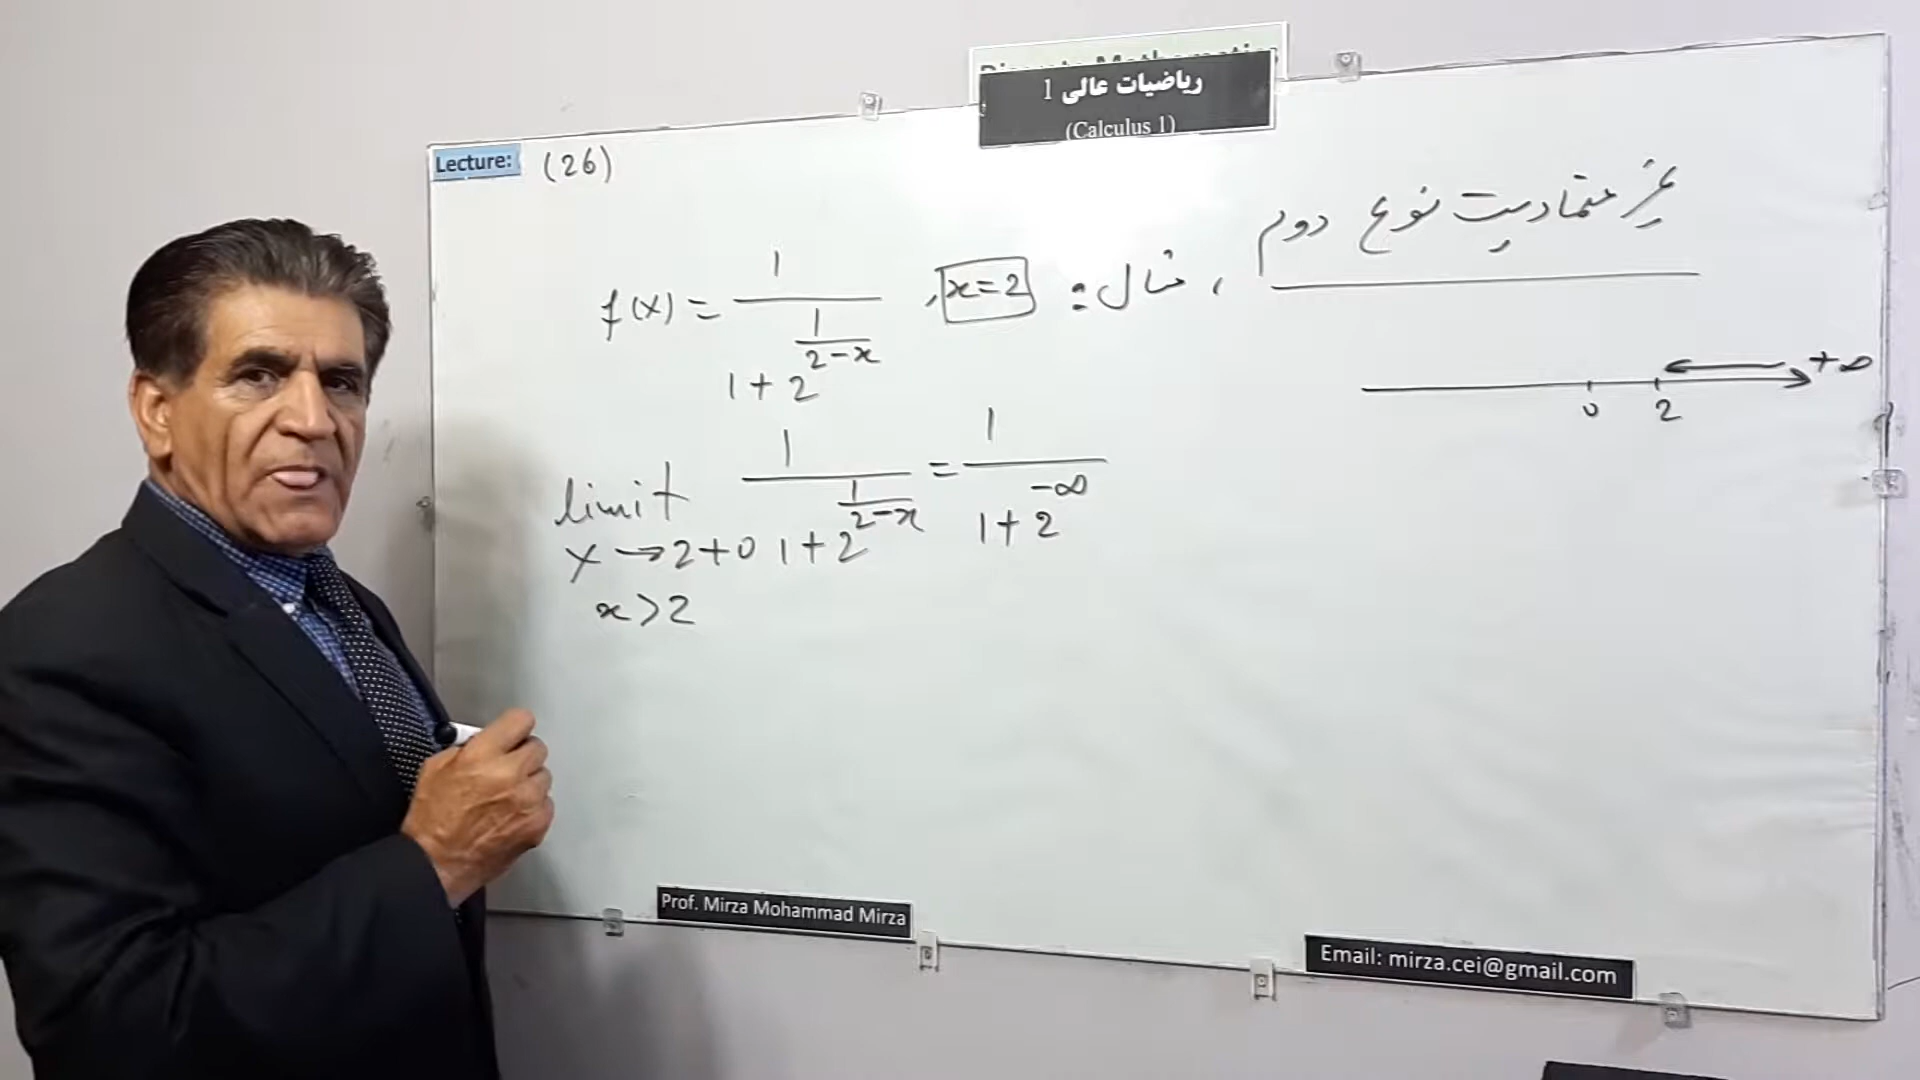 ریاضیات عالی 1
(Calculus 1)
Lecture: (26)
غیر متمادیت نوع دوم ، مثال :
f(x) = 1/(1+2^(1/(2-x))) , x=2
+∞
0 2
limit x→2+0 1/(1+2^(1/(2-x))) = 1/(1+2^(-∞))
x>2
Prof. Mirza Mohammad Mirza
Email: mirza.cei@gmail.com